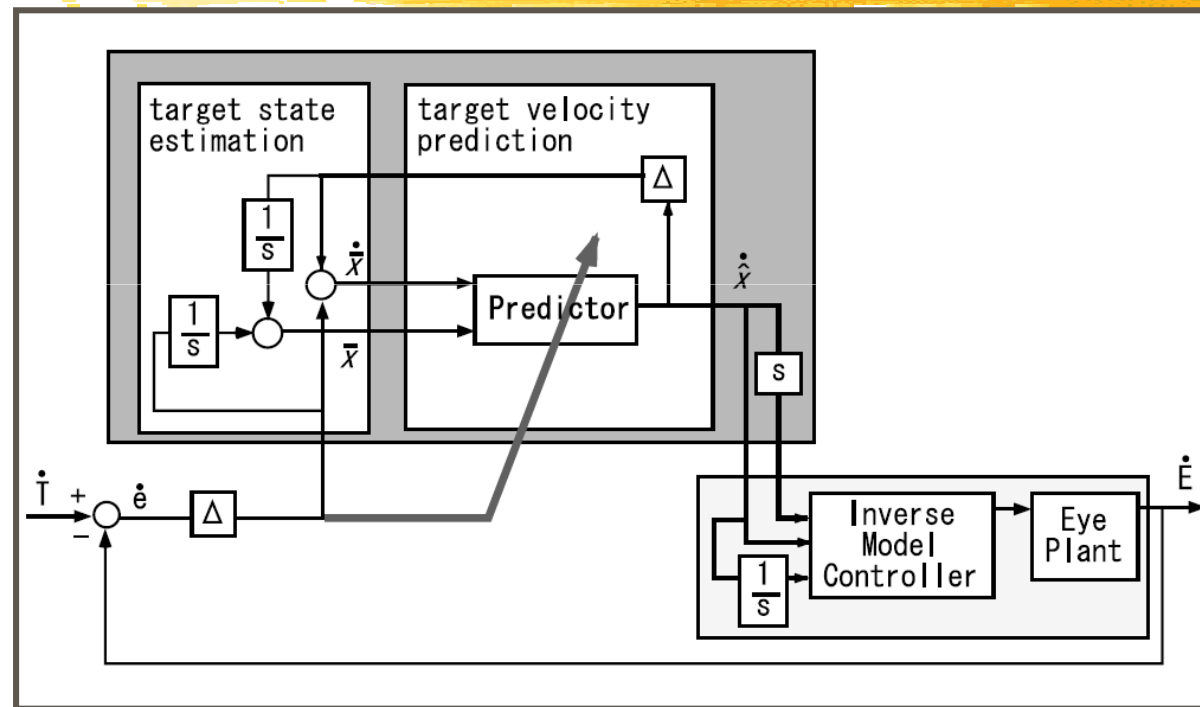 target state
estimation
target velocity
prediction
Δ
1
s
ẋ̄
1
s
x̄
Predictor
ẋ̂
s
Ṫ
+
−
ė
Δ
Ė
Inverse
Model
Controller
Eye
Plant
1
s